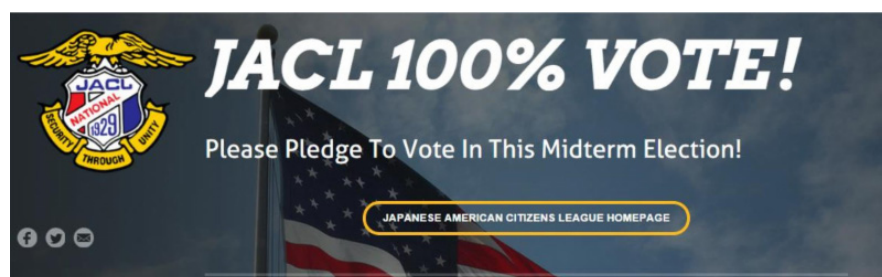 JACL 100% VOTE!
JACL
NATIONAL
1929
SECURITY
THROUGH
UNITY
Please Pledge To Vote In This Midterm Election!
JAPANESE AMERICAN CITIZENS LEAGUE HOMEPAGE